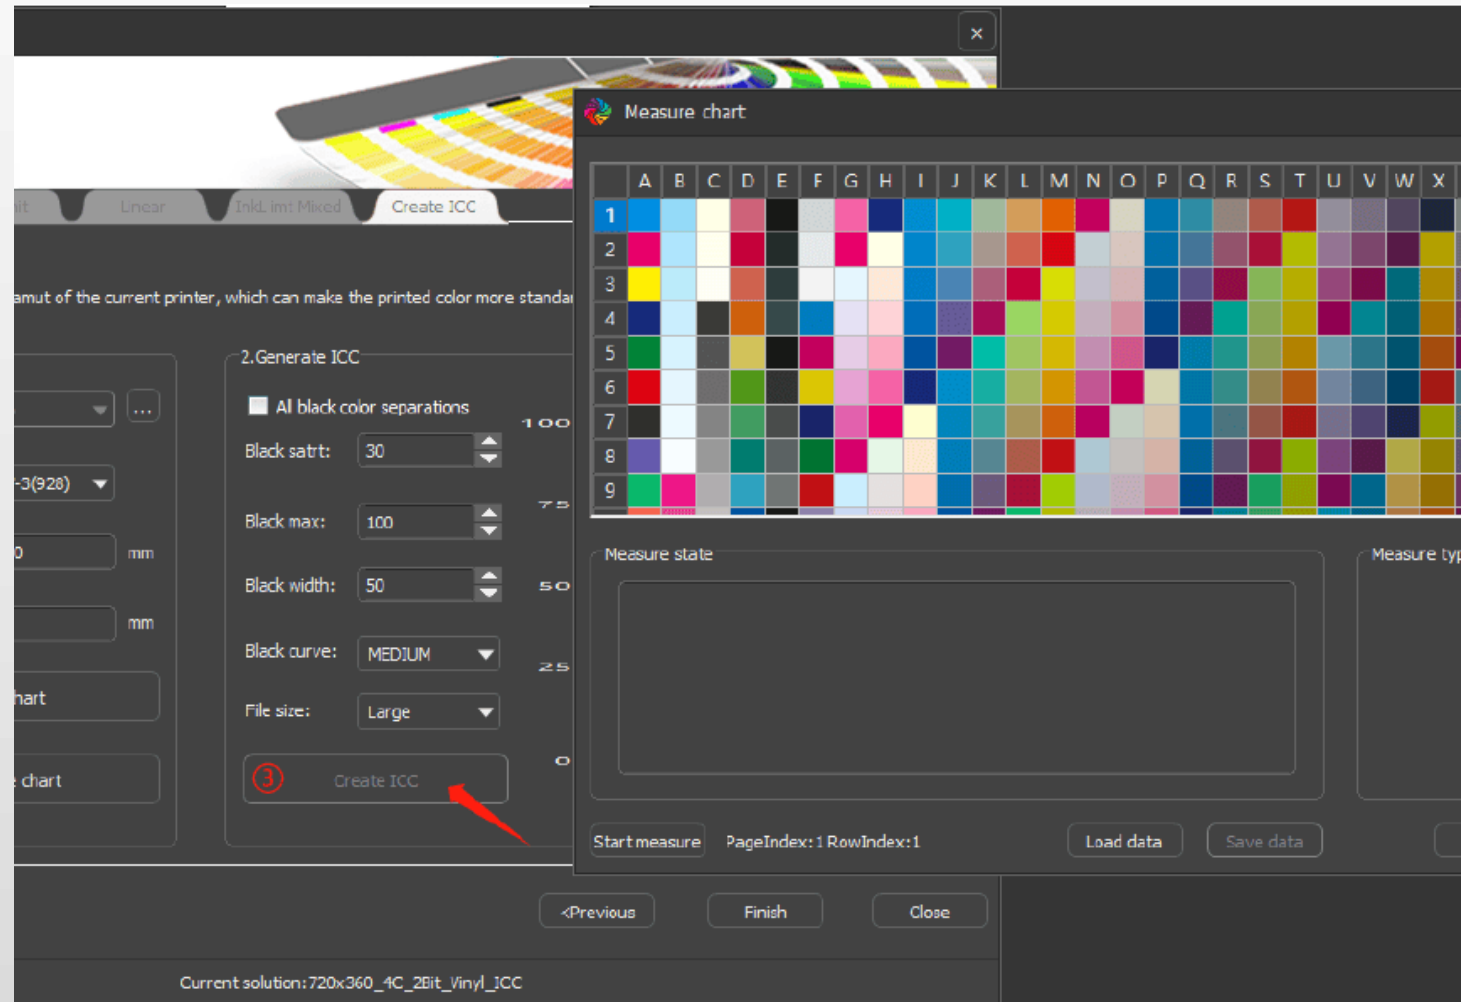 Measure chart
A B C D E F G H I J K L M N O P Q R S T U V W X
1
2
3
4
5
6
7
8
9
Linear
InkLimt Mixed
Create ICC
amut of the current printer, which can make the printed color more standa
2.Generate ICC
All black color separations
Black satrt: 30
Black max: 100
Black width: 50
Black curve: MEDIUM
File size: Large
③ Create ICC
100
75
50
25
0
...
-3(928)
0 mm
mm
hart
chart
Measure state
Measure typ
Start measure
PageIndex:1 RowIndex:1
Load data
Save data
<Previous
Finish
Close
Current solution:720x360_4C_2Bit_Vinyl_ICC